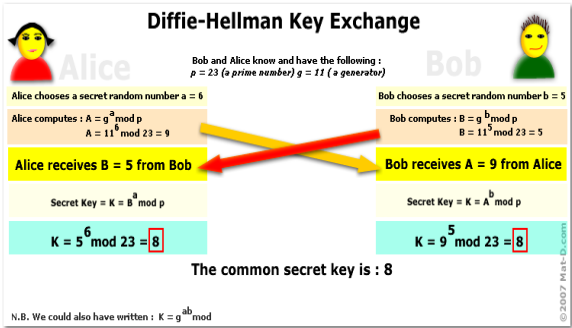 Diffie-Hellman Key Exchange
Alice
Bob
Bob and Alice know and have the following :
p = 23 (a prime number) g = 11 ( a generator)
Alice chooses a secret random number a = 6
Bob chooses a secret random number b = 5
Alice computes : A = g^a mod p
A = 11^6 mod 23 = 9
Bob computes : B = g^b mod p
B = 11^5 mod 23 = 5
Alice receives B = 5 from Bob
Bob receives A = 9 from Alice
Secret Key = K = B^a mod p
Secret Key = K = A^b mod p
K = 5^6 mod 23 = 8
K = 9^5 mod 23 = 8
The common secret key is : 8
N.B. We could also have written : K = g^ab mod
© 2007 Mat-D.com